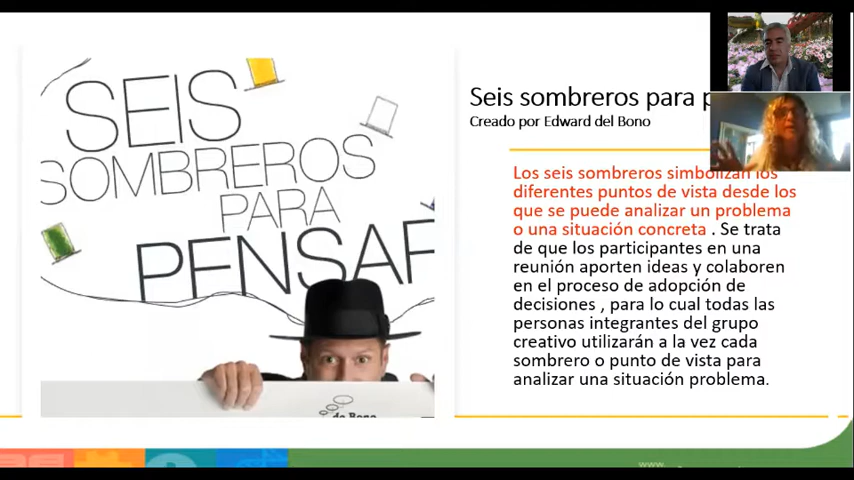 SEIS
SOMBREROS
PARA
PENSAR
de Bono
Seis sombreros para p
Creado por Edward del Bono
Los seis sombreros simbolizan los
diferentes puntos de vista desde los
que se puede analizar un problema
o una situación concreta . Se trata
de que los participantes en una
reunión aporten ideas y colaboren
en el proceso de adopción de
decisiones , para lo cual todas las
personas integrantes del grupo
creativo utilizarán a la vez cada
sombrero o punto de vista para
analizar una situación problema.
www.